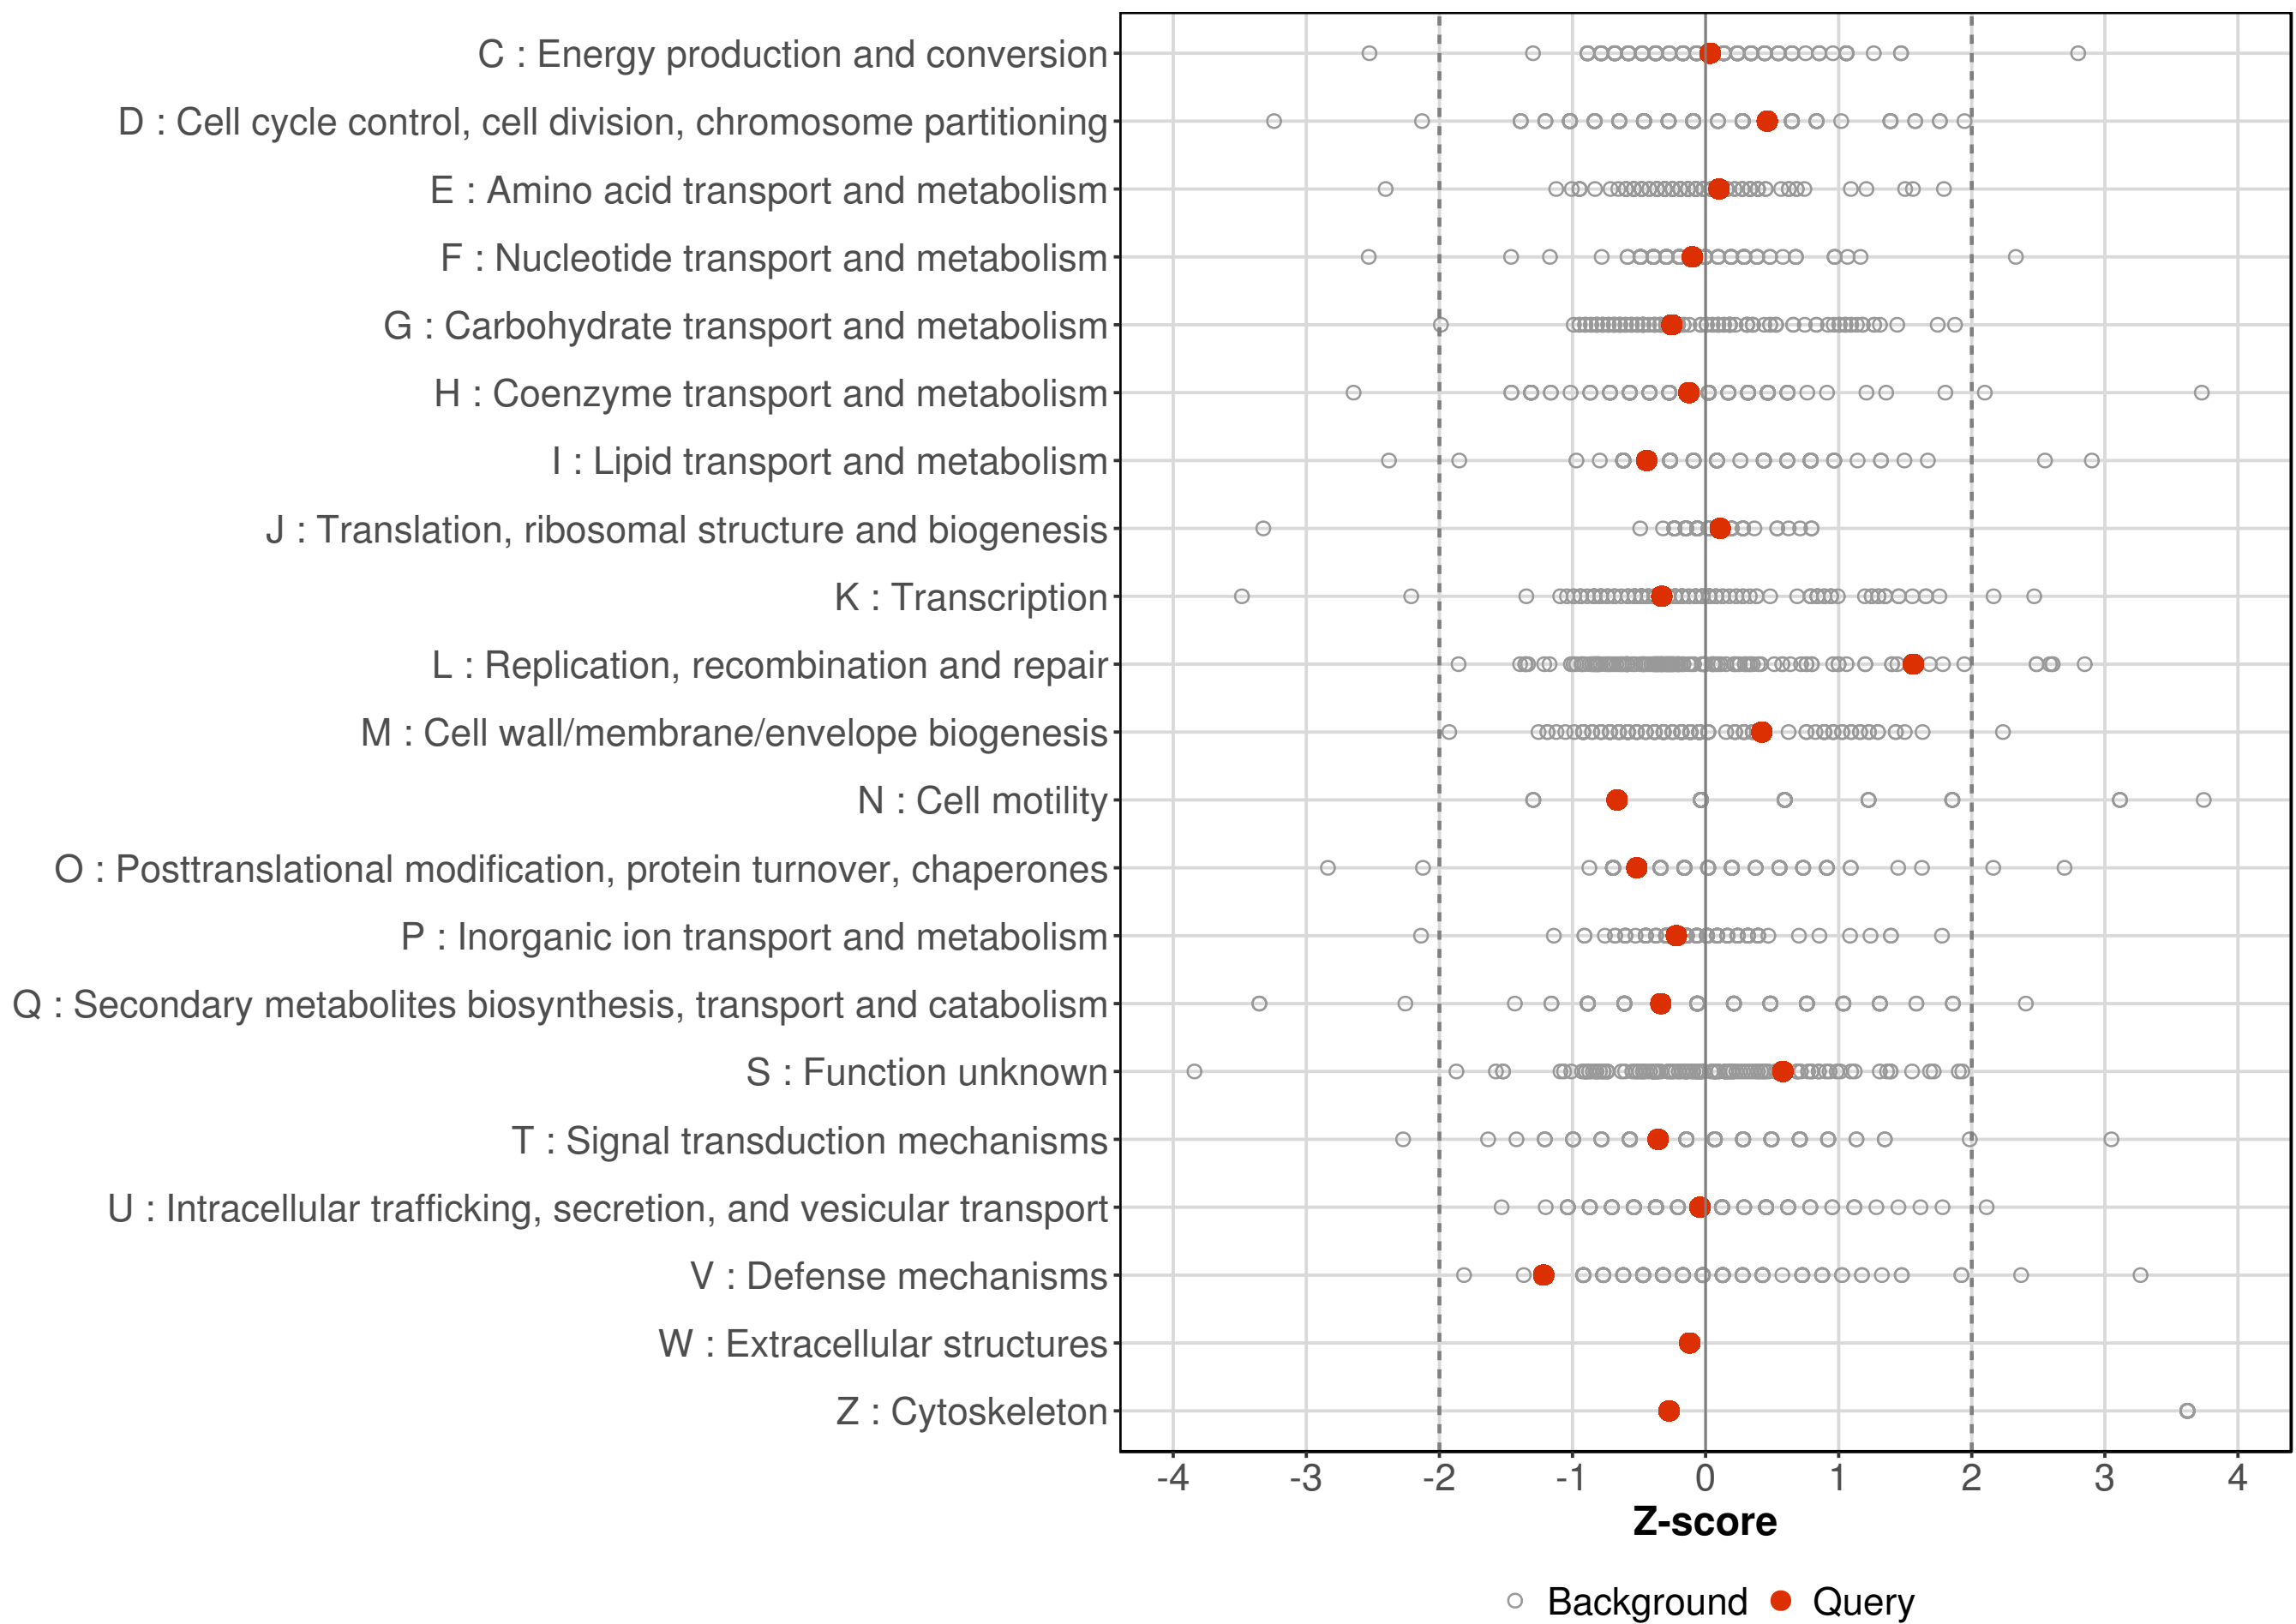 C : Energy production and conversion
D : Cell cycle control, cell division, chromosome partitioning
E : Amino acid transport and metabolism
F : Nucleotide transport and metabolism
G : Carbohydrate transport and metabolism
H : Coenzyme transport and metabolism
I : Lipid transport and metabolism
J : Translation, ribosomal structure and biogenesis
K : Transcription
L : Replication, recombination and repair
M : Cell wall/membrane/envelope biogenesis
N : Cell motility
O : Posttranslational modification, protein turnover, chaperones
P : Inorganic ion transport and metabolism
Q : Secondary metabolites biosynthesis, transport and catabolism
S : Function unknown
T : Signal transduction mechanisms
U : Intracellular trafficking, secretion, and vesicular transport
V : Defense mechanisms
W : Extracellular structures
Z : Cytoskeleton
-4 -3 -2 -1 0 1 2 3 4
Z-score
Background Query